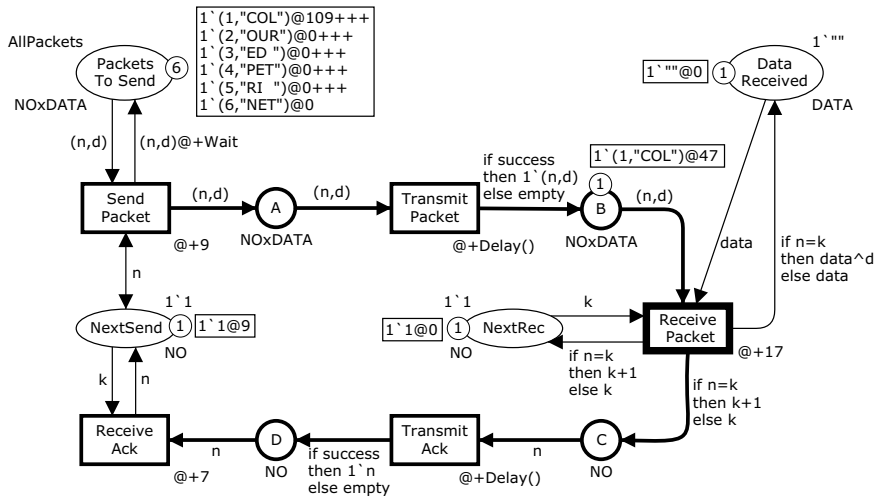 AllPackets
Packets
To Send
6
NOxDATA
1`(1,"COL")@109+++
1`(2,"OUR")@0+++
1`(3,"ED ")@0+++
1`(4,"PET")@0+++
1`(5,"RI  ")@0+++
1`(6,"NET")@0
1`""
1`""@0
1
Data
Received
DATA
(n,d)
(n,d)@+Wait
Send
Packet
@+9
(n,d)
A
NOxDATA
(n,d)
Transmit
Packet
@+Delay()
if success
then 1`(n,d)
else empty
1`(1,"COL")@47
1
B
NOxDATA
(n,d)
data
if n=k
then data^d
else data
n
1`1
NextSend
1
1`1@9
NO
1`1
1`1@0
1
NextRec
NO
k
if n=k
then k+1
else k
Receive
Packet
@+17
if n=k
then k+1
else k
k
n
Receive
Ack
@+7
n
D
NO
if success
then 1`n
else empty
Transmit
Ack
@+Delay()
n
C
NO